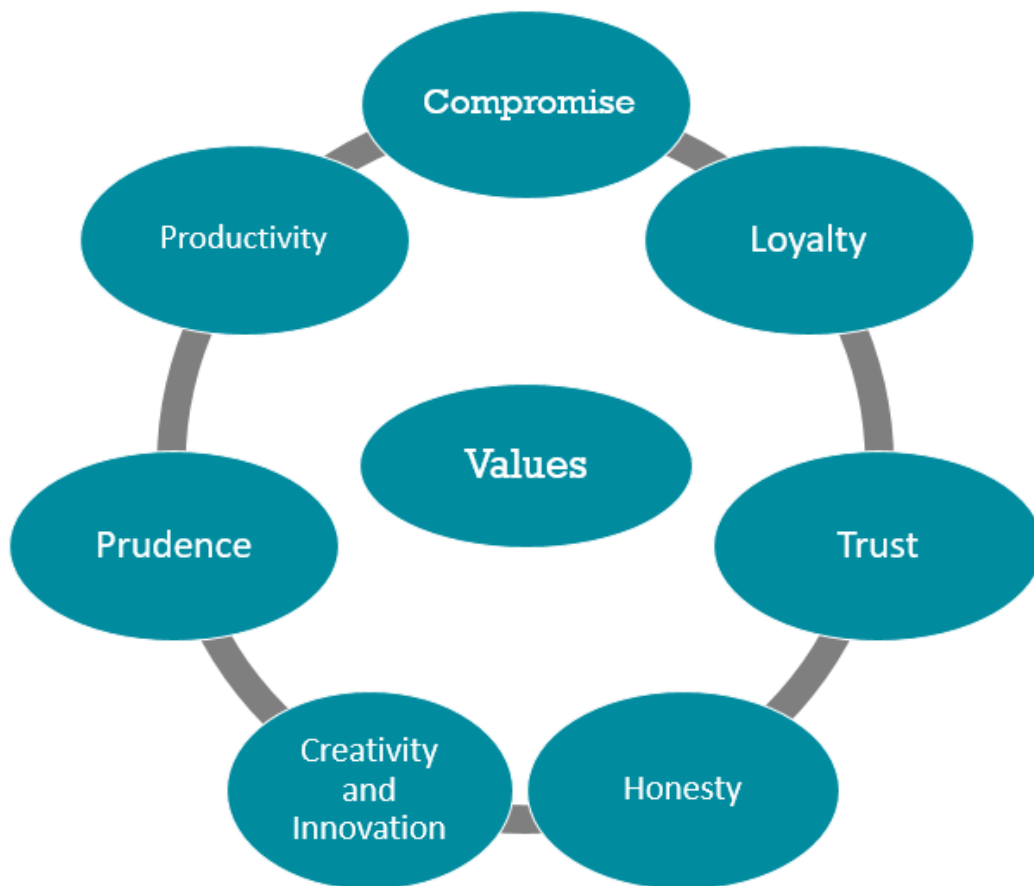 Compromise
Loyalty
Trust
Honesty
Creativity
and
Innovation
Prudence
Productivity
Values